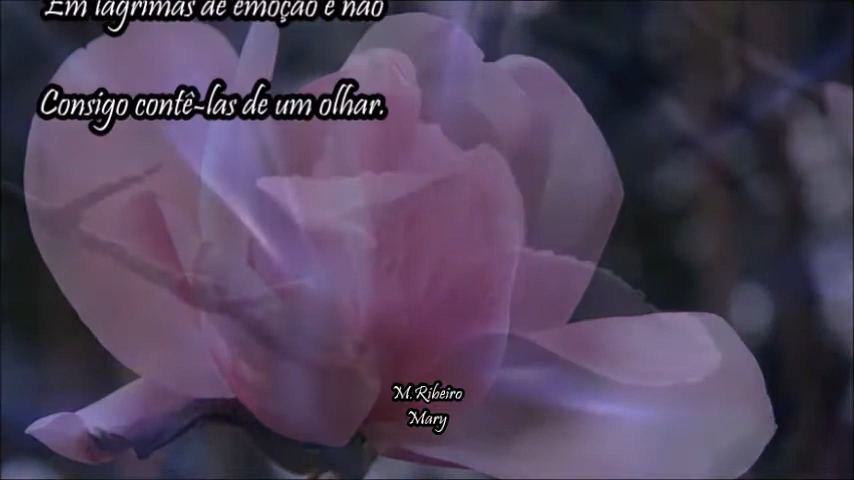 Em lágrimas de emoção e não
Consigo contê-las de um olhar.
M. Ribeiro
Mary